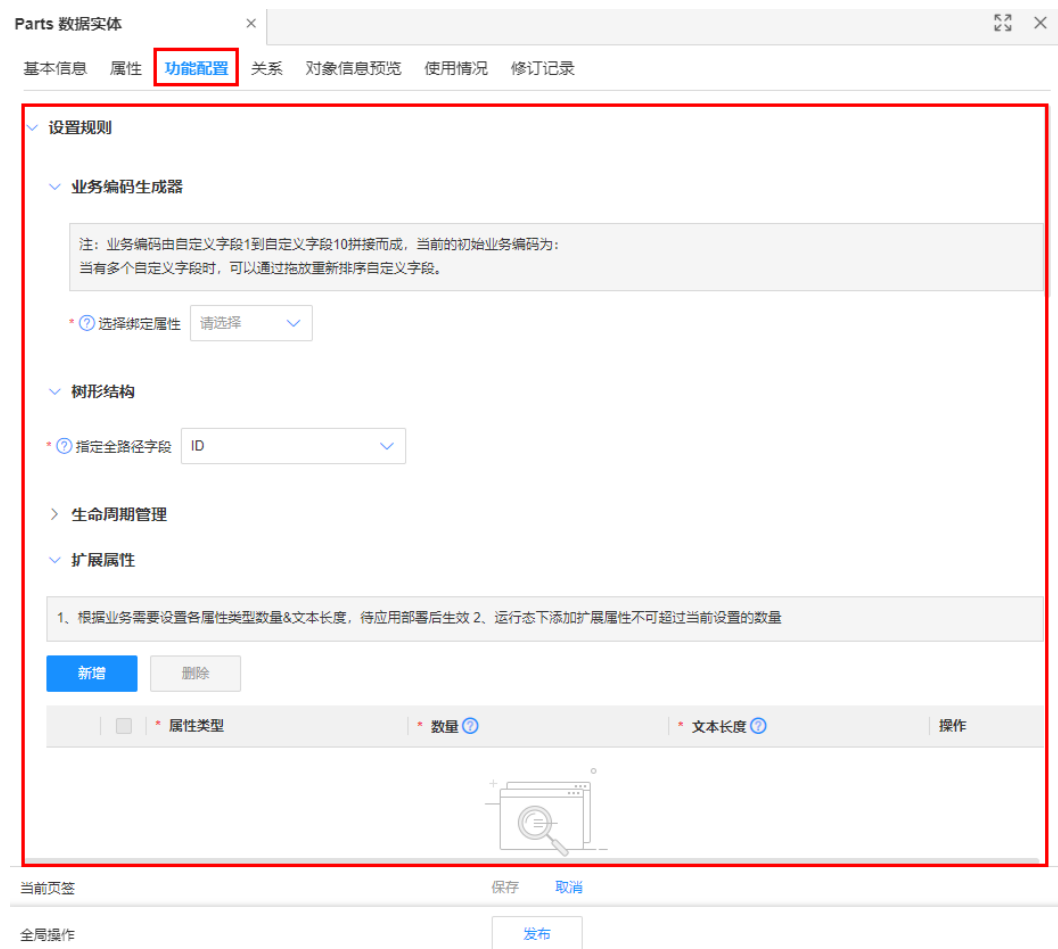 Parts 数据实体
基本信息 属性 功能配置 关系 对象信息预览 使用情况 修订记录
设置规则
业务编码生成器
注：业务编码由自定义字段1到自定义字段10拼接而成，当前的初始业务编码为：
当有多个自定义字段时，可以通过拖放重新排序自定义字段。
* 选择绑定属性 请选择
树形结构
* 指定全路径字段 ID
生命周期管理
扩展属性
1、根据业务需要设置各属性类型数量&文本长度，待应用部署后生效 2、运行态下添加扩展属性不可超过当前设置的数量
新增 删除
* 属性类型 * 数量 * 文本长度 操作
当前页签 保存 取消
全局操作 发布